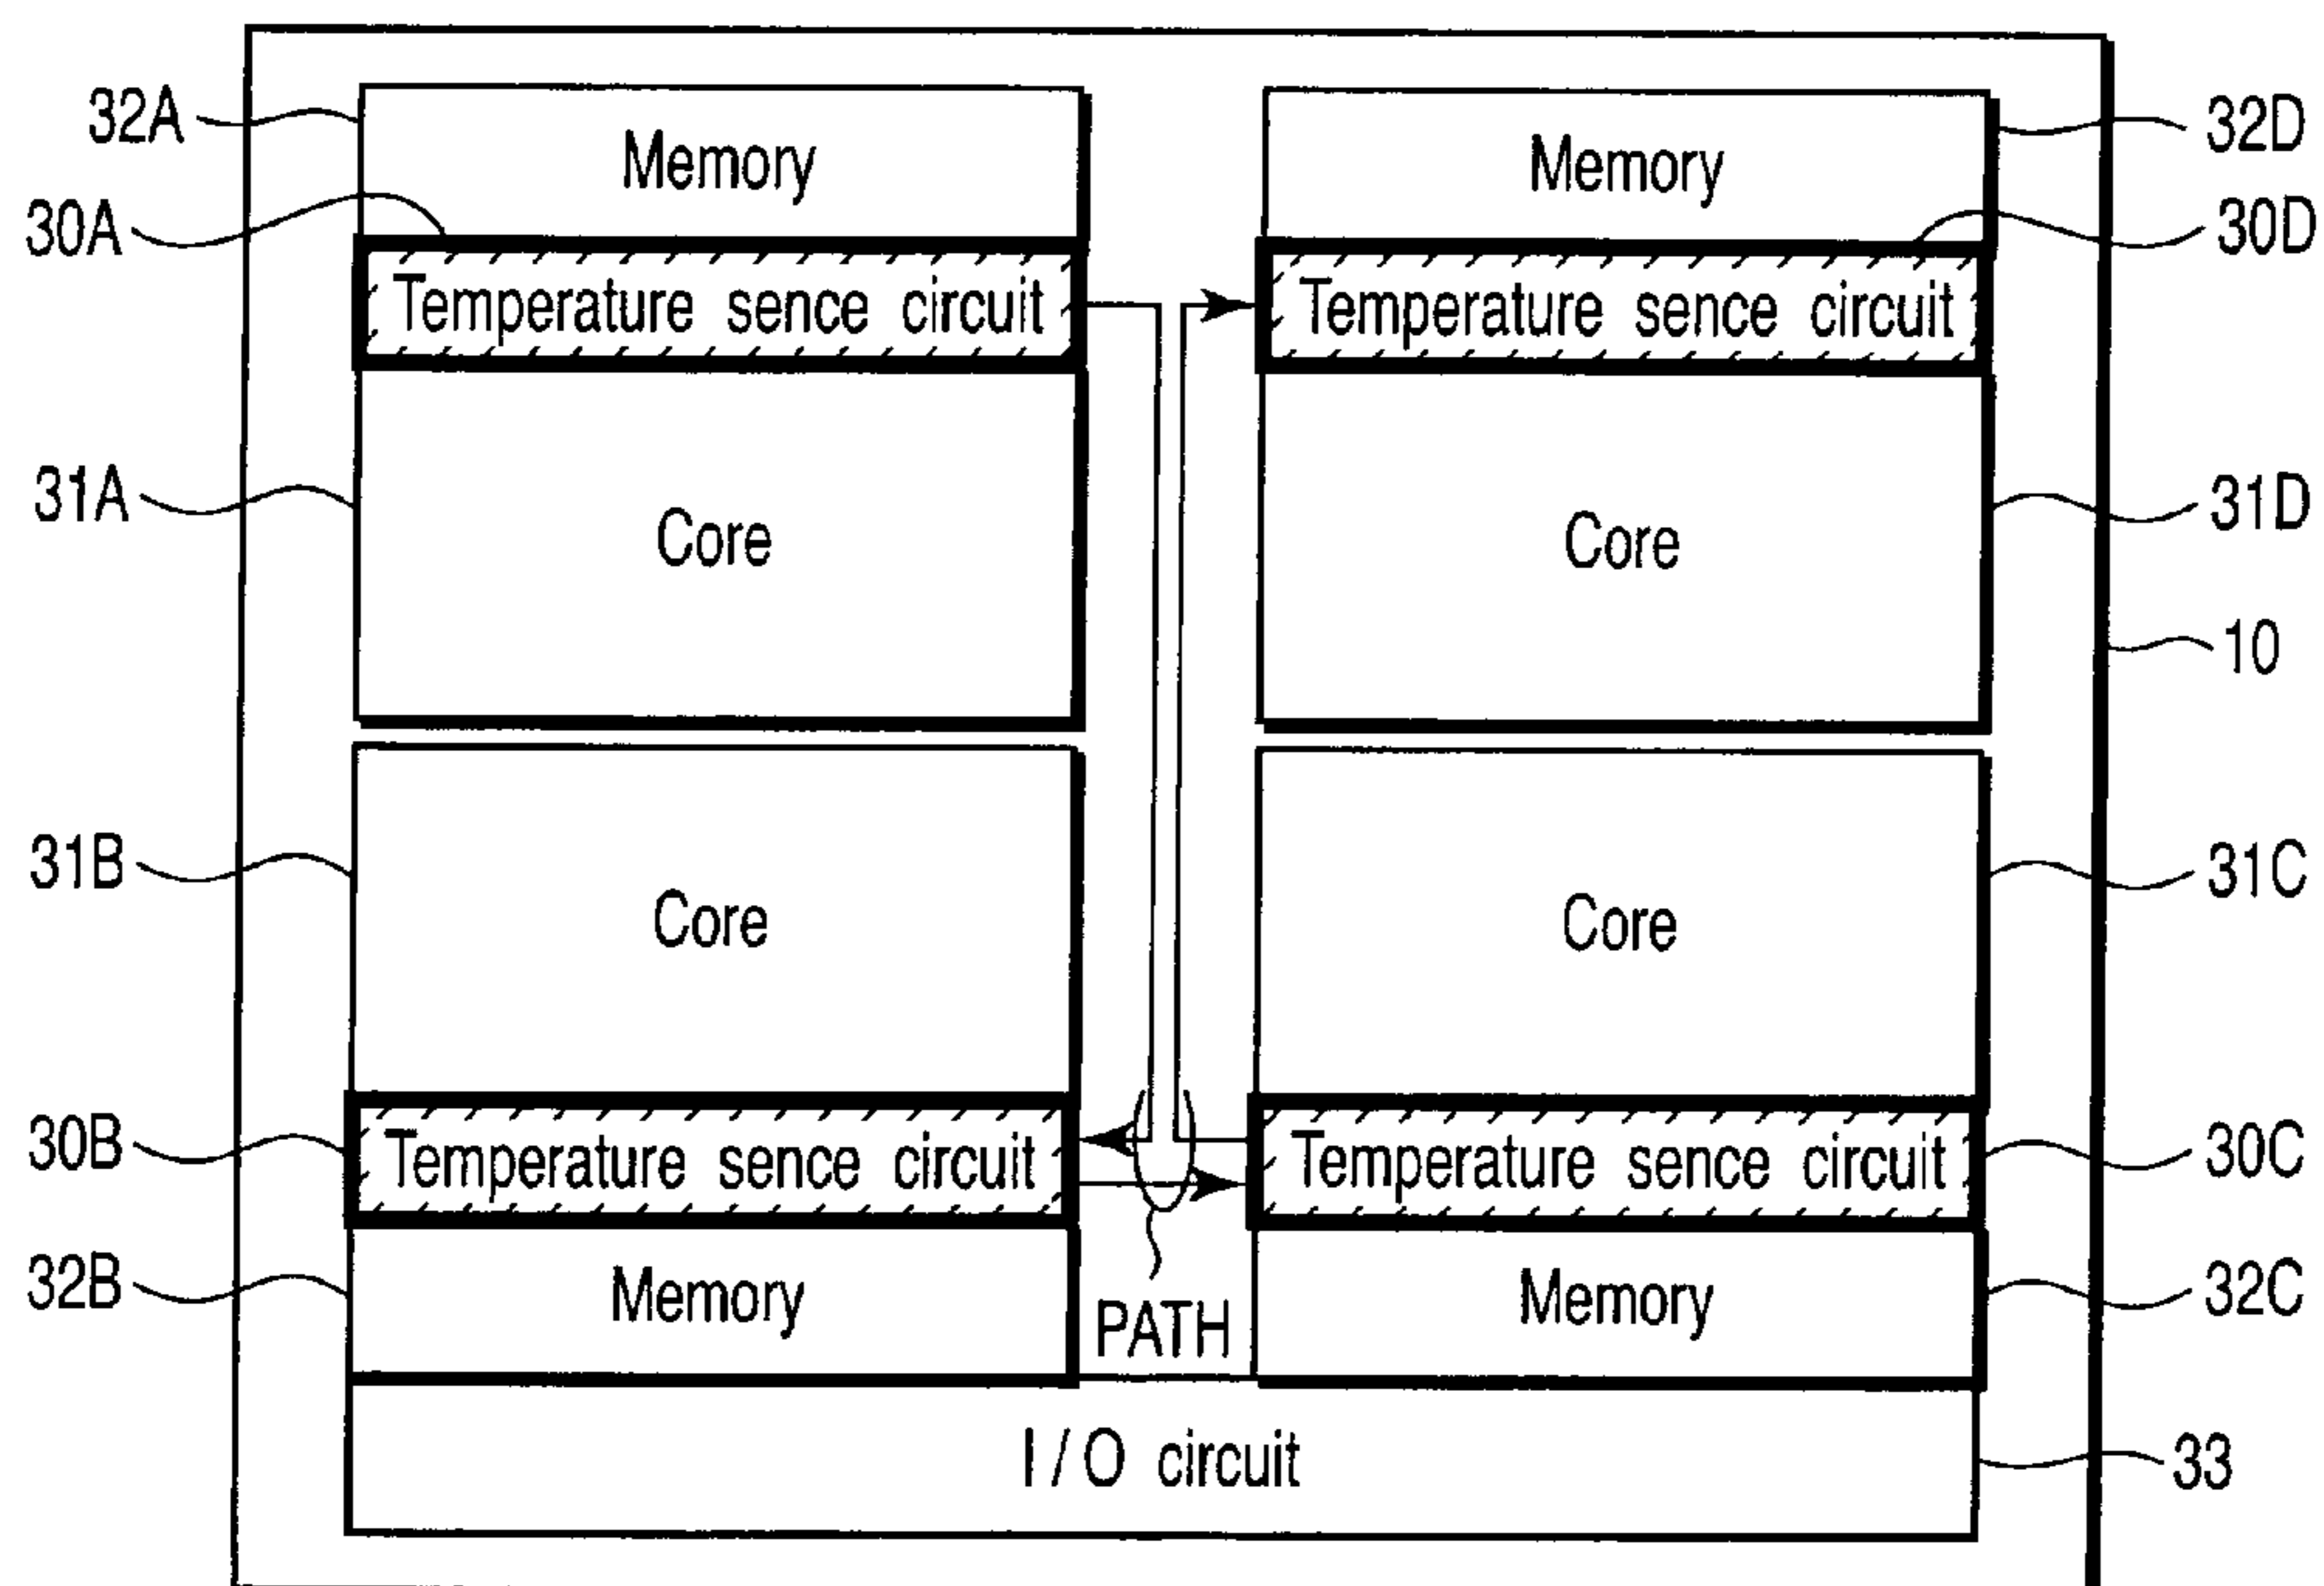 32A
Memory
Memory
32D
30A
30D
Temperature sence circuit
Temperature sence circuit
31A
Core
Core
31D
10
31B
Core
Core
31C
30B
Temperature sence circuit
Temperature sence circuit
30C
32B
Memory
PATH
Memory
32C
I/O circuit
33